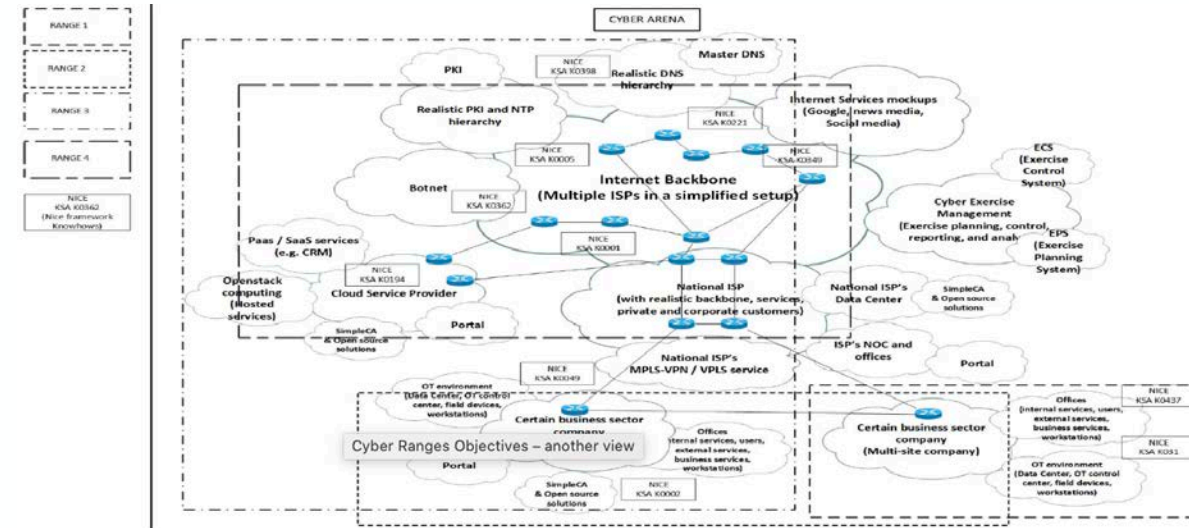 RANGE 1
RANGE 2
RANGE 3
RANGE 4
NICE
KSA K0362
(Nice framework
Knowhows)
CYBER ARENA
Master DNS
NICE
KSA K0398
Realistic DNS
hierarchy
PKI
Realistic PKI and NTP
hierarchy
NICE
KSA K0221
Internet Services mockups
(Google, news media,
Social media)
NICE
KSA K0005
NICE
KSA K0349
ECS
(Exercise
Control
System)
Botnet
Internet Backbone
(Multiple ISPs in a simplified setup)
NICE
KSA K0362
Cyber Exercise
Management
(Exercise planning, control,
reporting, and
EPS
(Exercise
Planning
System)
NICE
KSA K0001
Paas / SaaS services
(e.g. CRM)
NICE
KSA K0194
Cloud Service Provider
Openstack
computing
(Hosted
services)
SimpleCA
& Open source
solutions
Portal
National ISP
(with realistic backbone, services,
private and corporate customers)
National ISP's
Data Center
SimpleCA
& Open source
solutions
ISP's NOC and
offices
Portal
National ISP's
MPLS-VPN / VPLS service
NICE
KSA K0049
OT environment
(Data Center, OT control
center, field devices,
workstations)
Certain business sector
company
Cyber Ranges Objectives – another view
Offices
internal services, users,
external services,
business services,
workstations)
Portal
SimpleCA
& Open source
solutions
NICE
KSA K0002
Certain business sector
company
(Multi-site company)
Offices
(internal services, users,
external services,
business services,
workstations)
NICE
KSA K0437
NICE
KSA K031
OT environment
(Data Center, OT control
center, field devices,
workstations)